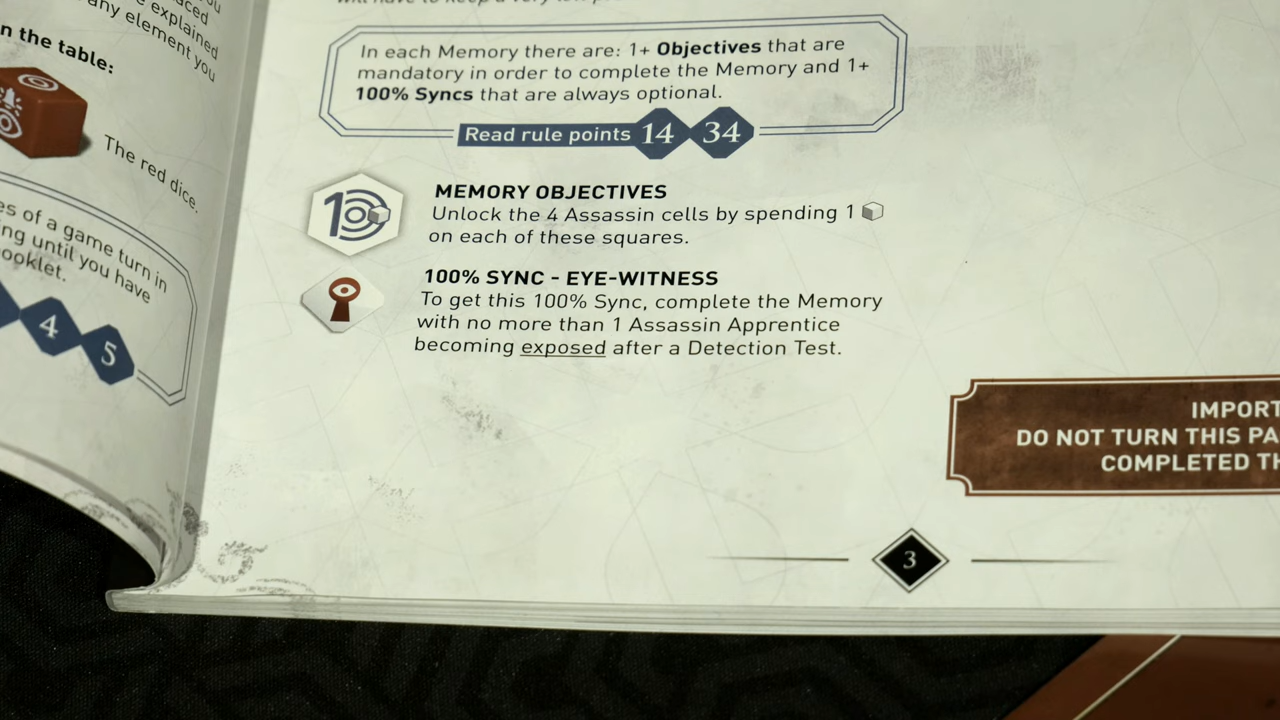 aced
explained
any element you
n the table:
The red dice.
es of a game turn in
ng until you have
ooklet.
4
5
In each Memory there are: 1+ Objectives that are
mandatory in order to complete the Memory and 1+
100% Syncs that are always optional.
Read rule points 14 34
MEMORY OBJECTIVES
Unlock the 4 Assassin cells by spending 1
on each of these squares.
100% SYNC - EYE-WITNESS
To get this 100% Sync, complete the Memory
with no more than 1 Assassin Apprentice
becoming exposed after a Detection Test.
IMPORT
DO NOT TURN THIS PA
COMPLETED TH
3